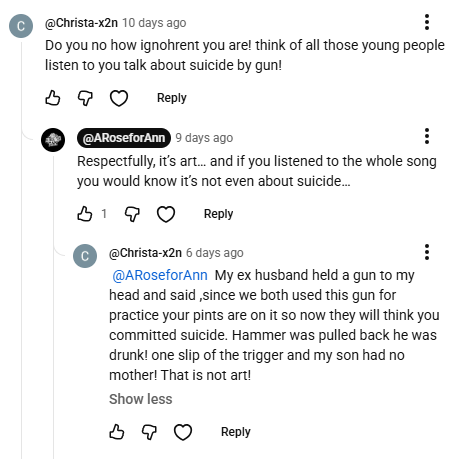 C
@Christa-x2n 10 days ago
Do you no how ignohrent you are! think of all those young people
listen to you talk about suicide by gun!
Reply
@ARoseforAnn 9 days ago
Respectfully, it's art... and if you listened to the whole song
you would know it's not even about suicide...
1 Reply
C
@Christa-x2n 6 days ago
@ARoseforAnn My ex husband held a gun to my
head and said ,since we both used this gun for
practice your pints are on it so now they will think you
committed suicide. Hammer was pulled back he was
drunk! one slip of the trigger and my son had no
mother! That is not art!
Show less
Reply